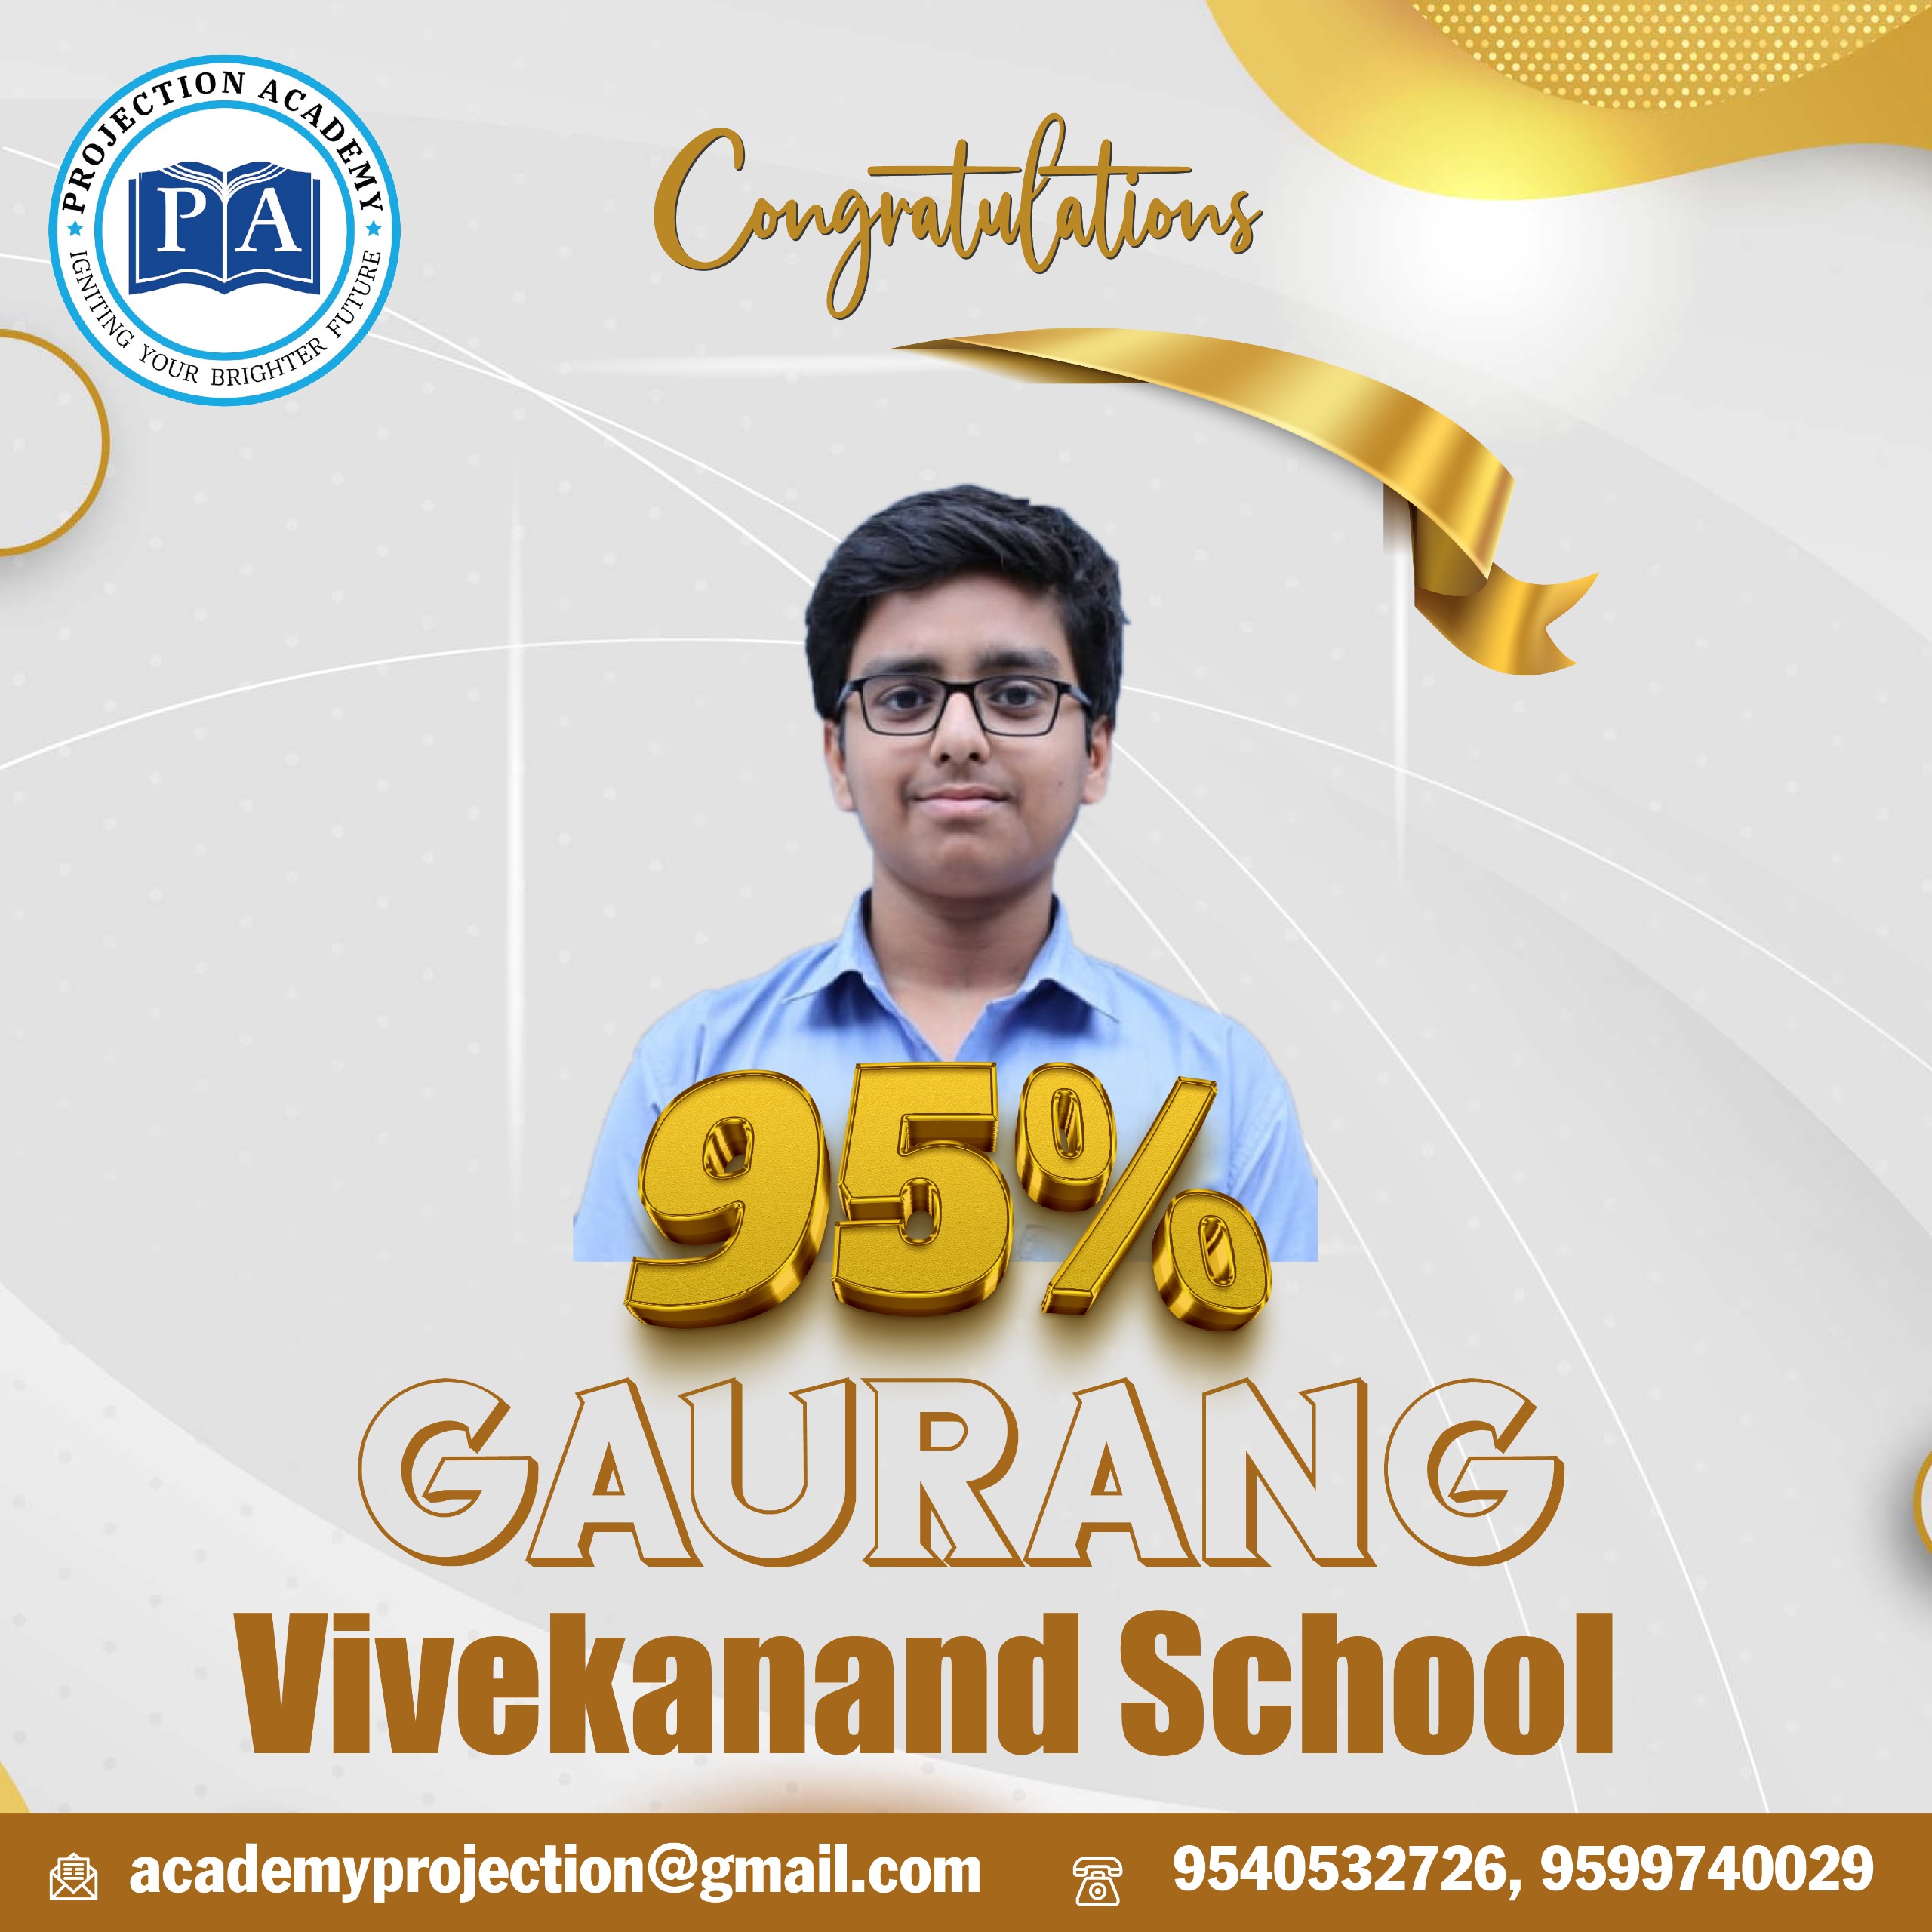 PROJECTION ACADEMY
PA
IGNITING YOUR BRIGHTER FUTURE
Congratulations
95%
GAURANG
Vivekanand School
academyprojection@gmail.com
9540532726, 9599740029